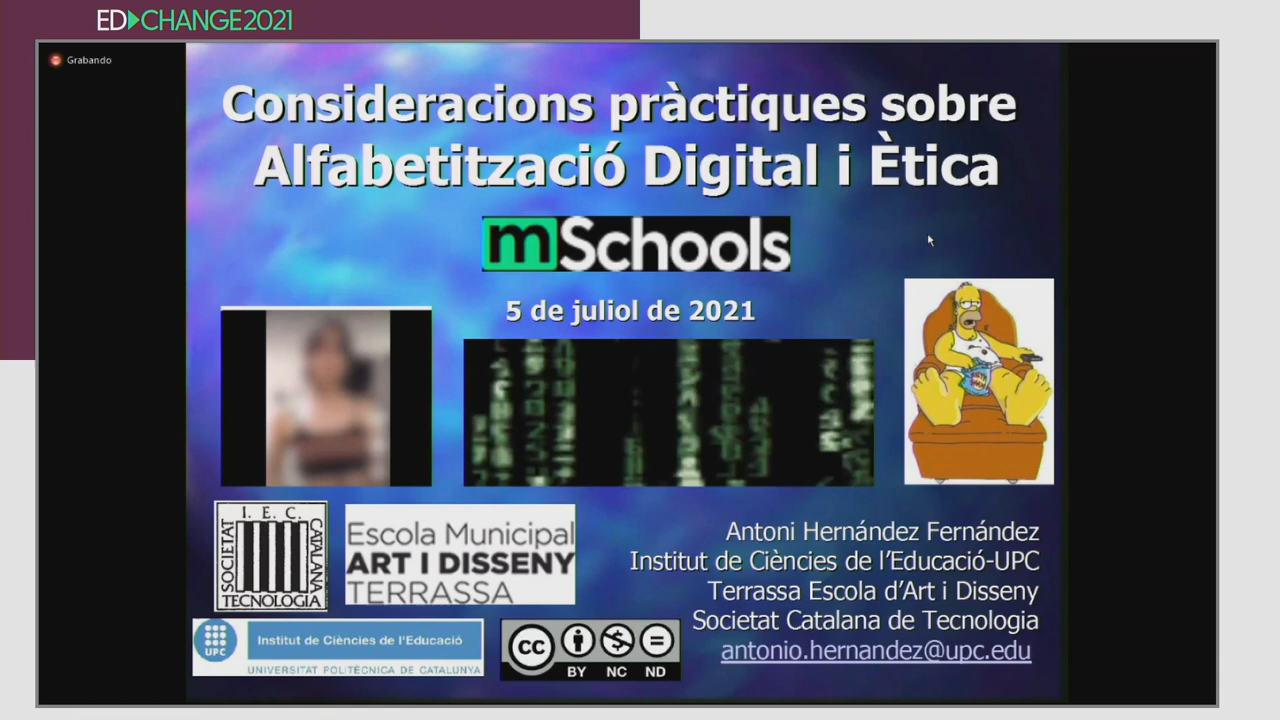 ED CHANGE2021
Grabando
Consideracions pràctiques sobre
Alfabetització Digital i Ètica
mSchools
5 de juliol de 2021
I. E. C.
SOCIETAT
CATALANA
TECNOLOGIA
Escola Municipal
ART I DISSENY
TERRASSA
Antoni Hernández Fernández
Institut de Ciències de l'Educació-UPC
Terrassa Escola d'Art i Disseny
Societat Catalana de Tecnologia
antonio.hernandez@upc.edu
UPC
Institut de Ciències de l'Educació
UNIVERSITAT POLITÈCNICA DE CATALUNYA
cc
BY NC ND